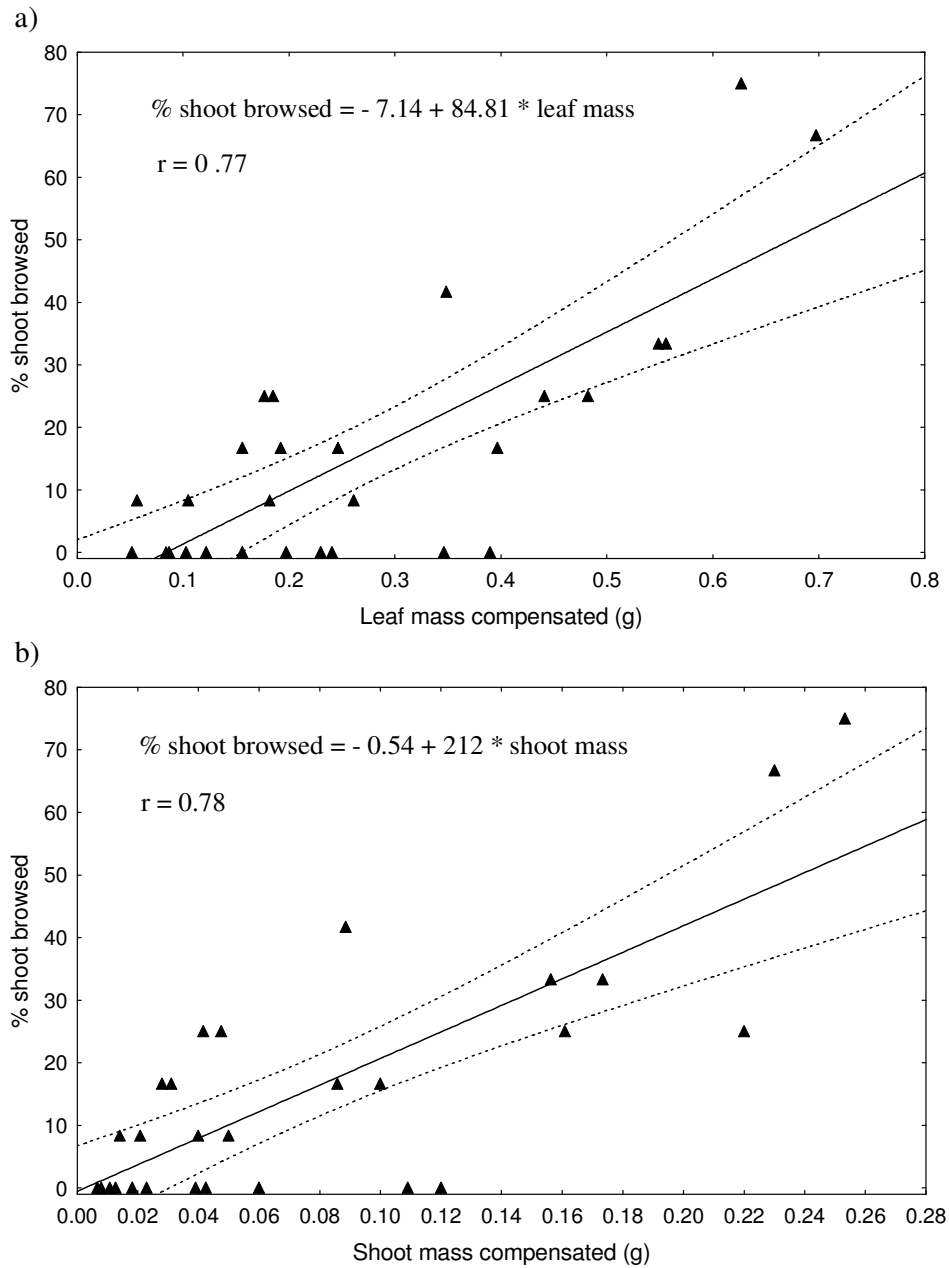 a)
80
70
60
50
40
30
20
10
0
% shoot browsed
% shoot browsed = - 7.14 + 84.81 * leaf mass
r = 0 .77
0.0 0.1 0.2 0.3 0.4 0.5 0.6 0.7 0.8
Leaf mass compensated (g)
b)
80
70
60
50
40
30
20
10
0
% shoot browsed
% shoot browsed = - 0.54 + 212 * shoot mass
r = 0.78
0.00 0.02 0.04 0.06 0.08 0.10 0.12 0.14 0.16 0.18 0.20 0.22 0.24 0.26 0.28
Shoot mass compensated (g)